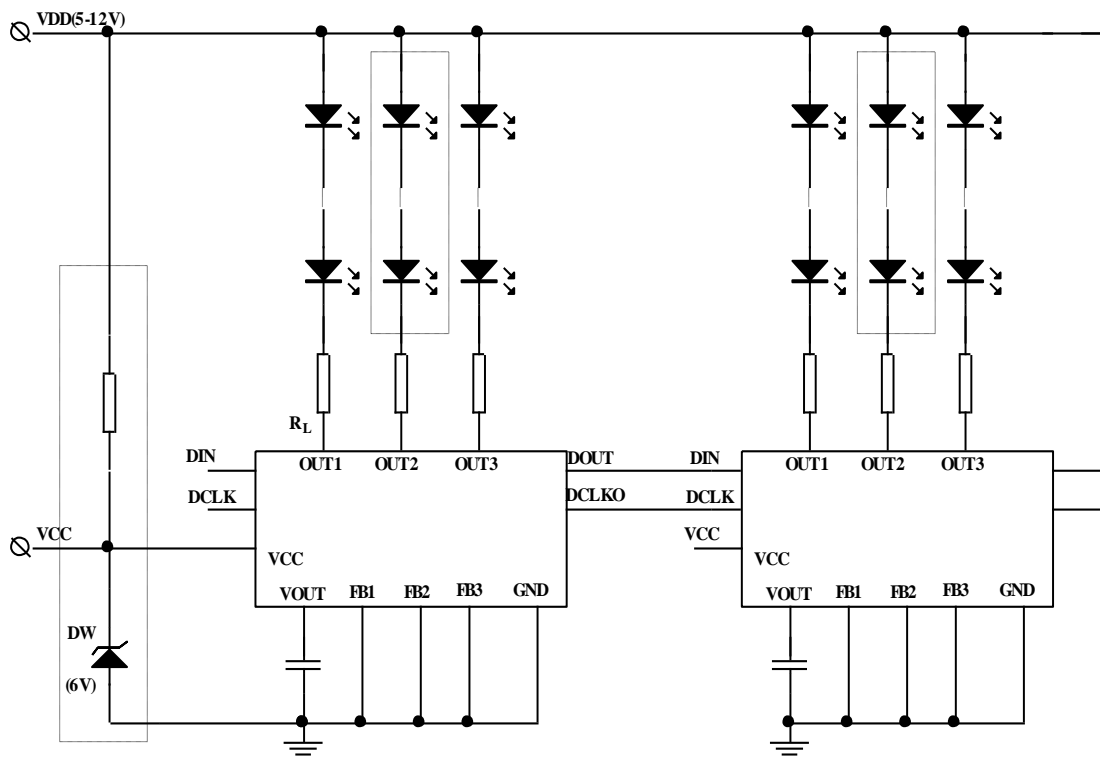 VDD(5-12V)
R_L
DIN OUT1 OUT2 OUT3 DOUT DIN OUT1 OUT2 OUT3
DCLK DCLKO DCLK
VCC VCC
VCC VCC
VOUT FB1 FB2 FB3 GND VOUT FB1 FB2 FB3 GND
DW
(6V)